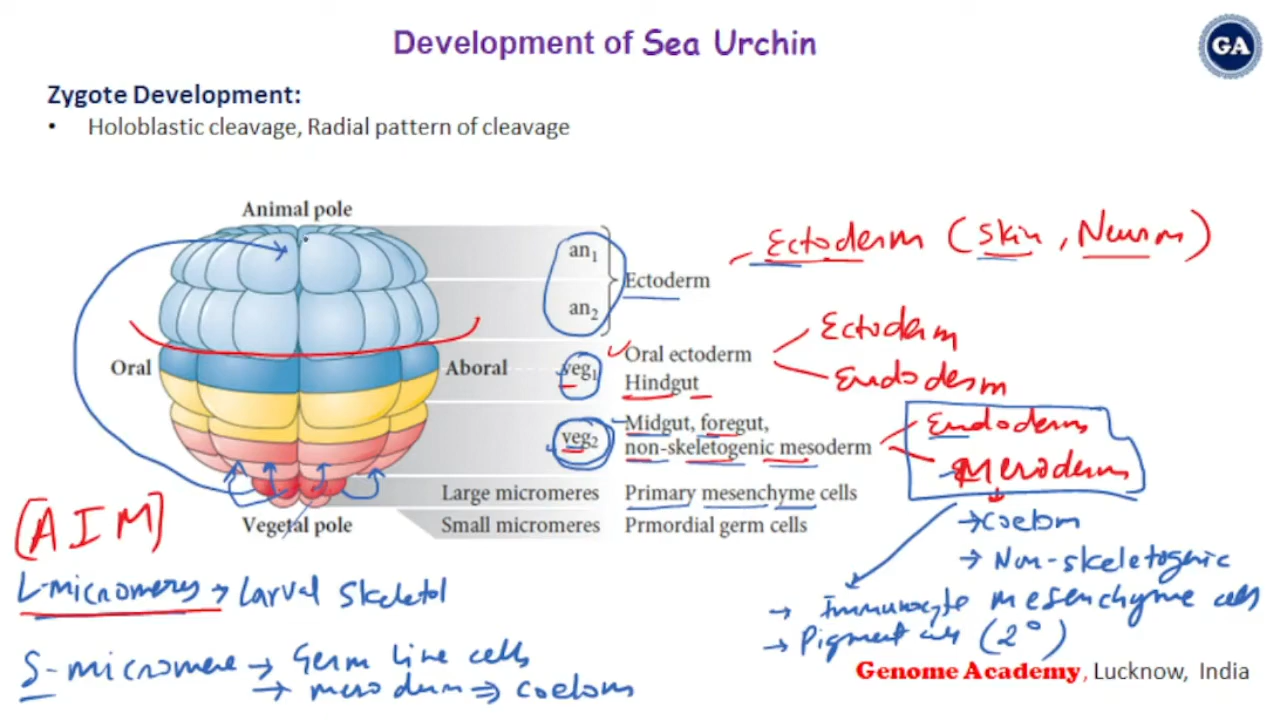 Development of Sea Urchin
GA
Zygote Development:
• Holoblastic cleavage, Radial pattern of cleavage
Animal pole
an1
an2
Ectoderm
Ectoderm (Skin, Neuron)
Oral
Aboral
veg1
Oral ectoderm
Hindgut
Ectoderm
Endoderm
veg2
Midgut, foregut,
non-skeletogenic mesoderm
Endoderm
Mesoderm
Large micromeres
Primary mesenchyme cells
Vegetal pole
Small micromeres
Prmordial germ cells
[AIM]
→ Coelom
→ Non-skeletogenic
mesenchyme cells
L-micromeres → Larval Skeletol
→ Immunocyte
→ Pigment cells (2°)
S-micromere → Germ line cells
→ mesoderm ⇒ Coelom
Genome Academy, Lucknow, India